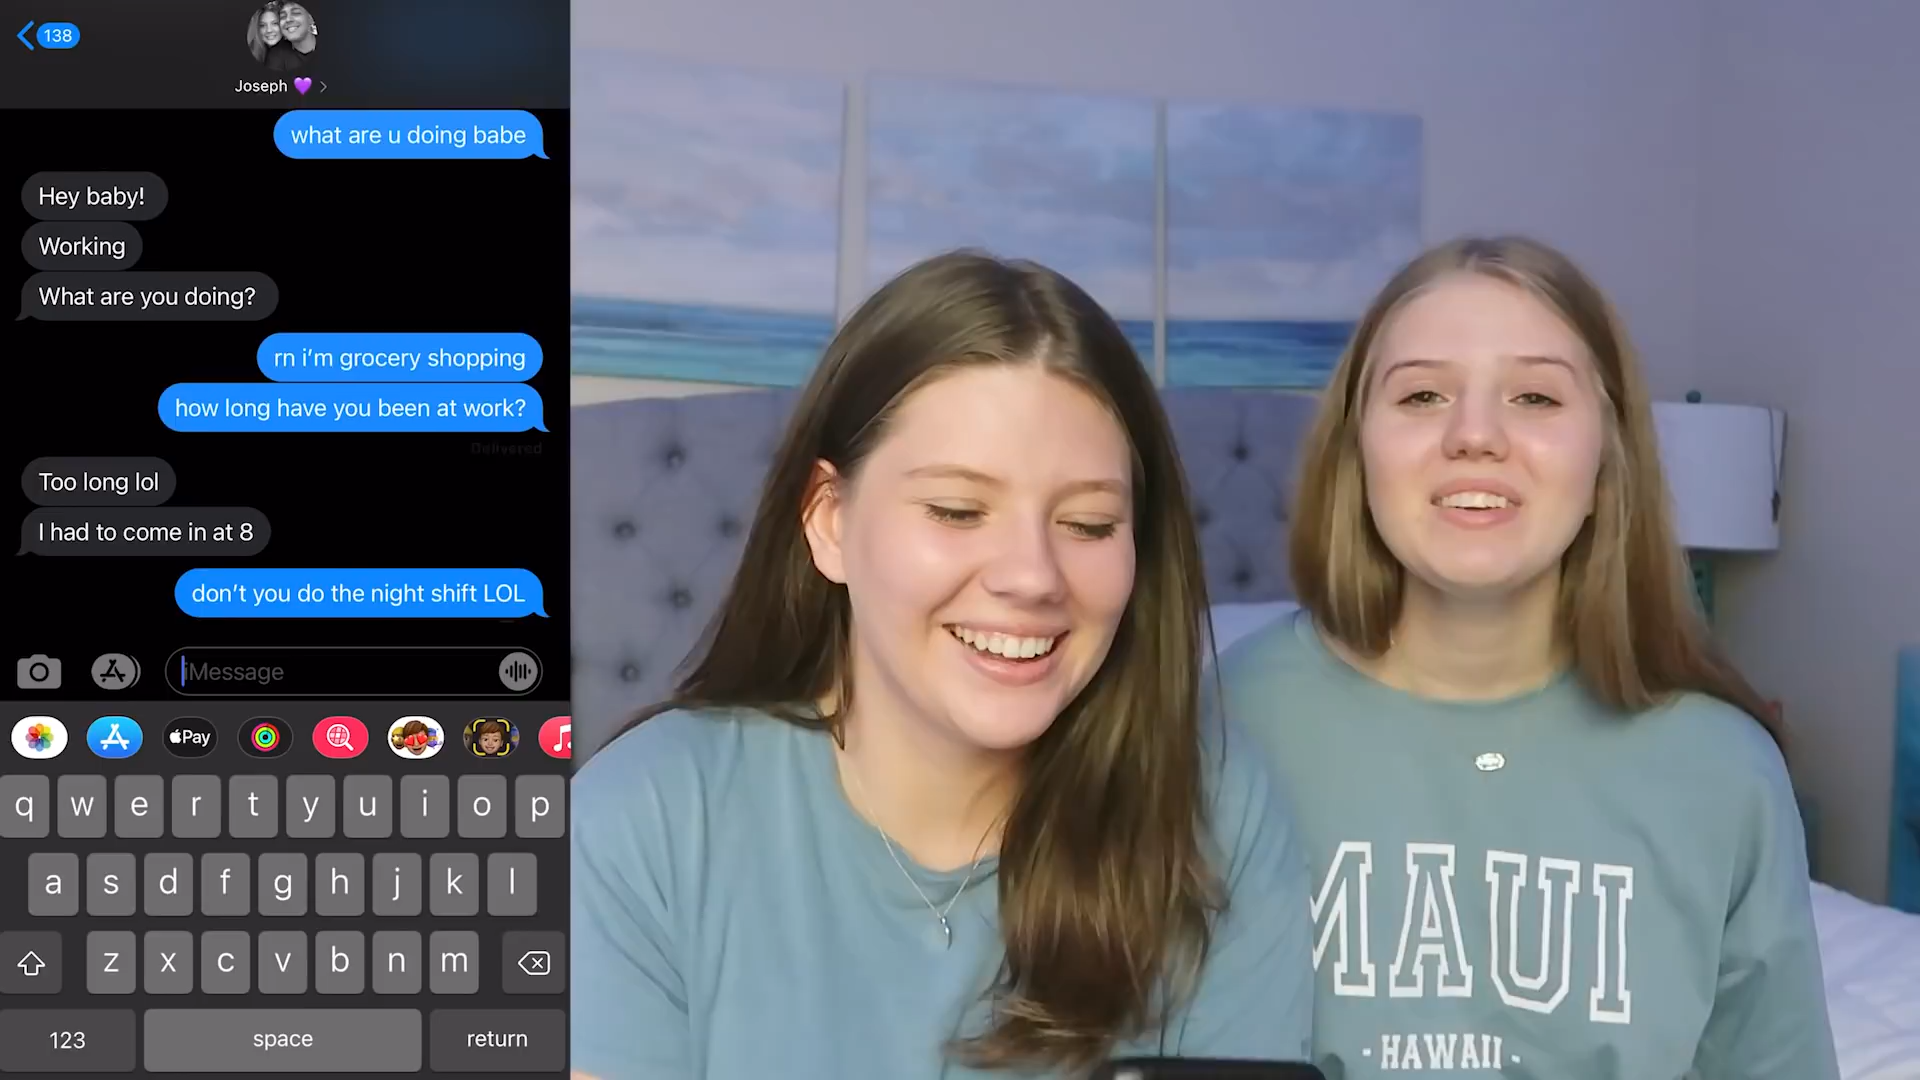 138
Joseph 💜 >
what are u doing babe
Hey baby!
Working
What are you doing?
rn i'm grocery shopping
how long have you been at work?
Delivered
Too long lol
I had to come in at 8
don't you do the night shift LOL
iMessage
Pay
q w e r t y u i o p
a s d f g h j k l
z x c v b n m
123 space return
MAUI
- HAWAII -